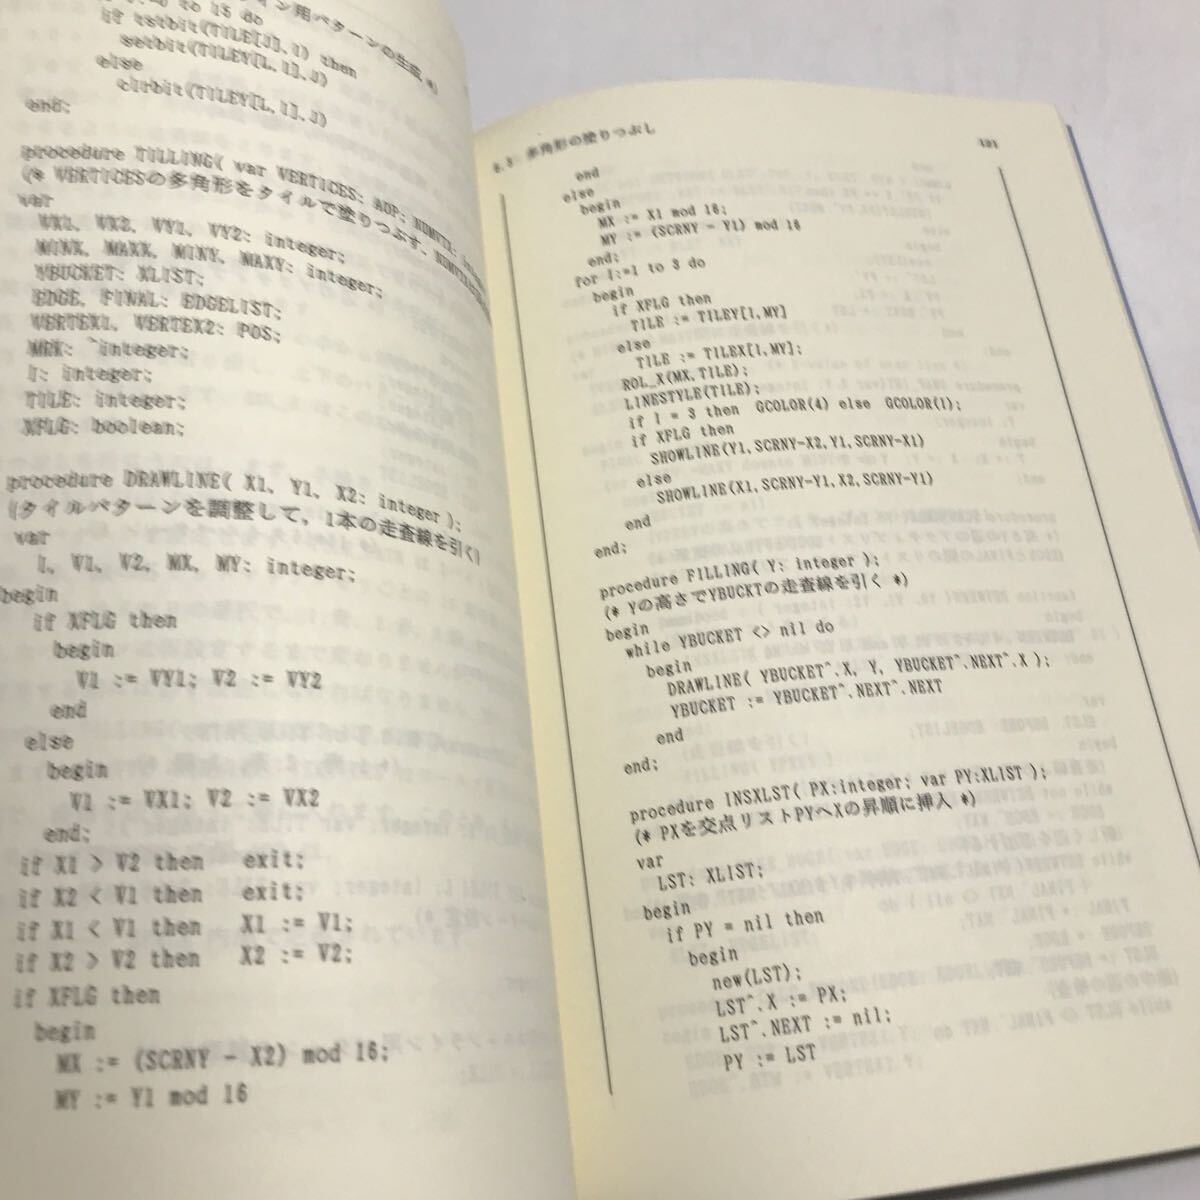 イン用パターンの生成 *)
to 15 do
if tstbit(TILE[J], I) then
setbit(TILEY[L, I], J)
else
clrbit(TILEY[L, I], J)
end;
procedure TILLING( var VERTICES: AOP; NUMVTX:
(* VERTICESの多角形をタイルで塗りつぶす.
var
VX1, VX2, VY1, VY2: integer;
MINX, MAXX, MINY, MAXY: integer;
YBUCKET: XLIST;
EDGE, FINAL: EDGELIST;
VERTEX1, VERTEX2: POS;
MRK: ^integer;
I: integer;
TILE: integer;
XFLG: boolean;
procedure DRAWLINE( X1, Y1, X2: integer );
(タイルパターンを調整して, 1本の走査線を引く)
var
I, V1, V2, MX, MY: integer;
begin
if XFLG then
begin
V1 := VY1; V2 := VY2
end
else
begin
V1 := VX1; V2 := VX2
end;
if X1 > V2 then exit;
if X2 < V1 then exit;
if X1 < V1 then X1 := V1;
if X2 > V2 then X2 := V2;
if XFLG then
begin
MX := (SCRNY - X2) mod 16;
MY := Y1 mod 16
多角形の塗りつぶし
end
else
begin
MX := X1 mod 16;
MY := (SCRNY - Y1) mod 16
end;
for I:=1 to 3 do
begin
if XFLG then
TILE := TILEY[I,MY]
else
TILE := TILEX[I,MY];
ROL_X(MX,TILE);
LINESTYLE(TILE);
if I = 3 then GCOLOR(4) else GCOLOR(I);
if XFLG then
SHOWLINE(Y1,SCRNY-X2,Y1,SCRNY-X1)
else
SHOWLINE(X1,SCRNY-Y1,X2,SCRNY-Y1)
end
end;
procedure FILLING( Y: integer );
(* Yの高さでYBUCKTの走査線を引く *)
begin
while YBUCKET <> nil do
begin
DRAWLINE( YBUCKET^.X, Y, YBUCKET^.NEXT^.X );
YBUCKET := YBUCKET^.NEXT^.NEXT
end
end;
procedure INSXLST( PX:integer; var PY:XLIST );
(* PXを交点リストPYへXの昇順に挿入 *)
var
LST: XLIST;
begin
if PY = nil then
begin
new(LST);
LST^.X := PX;
LST^.NEXT := nil;
PY := LST